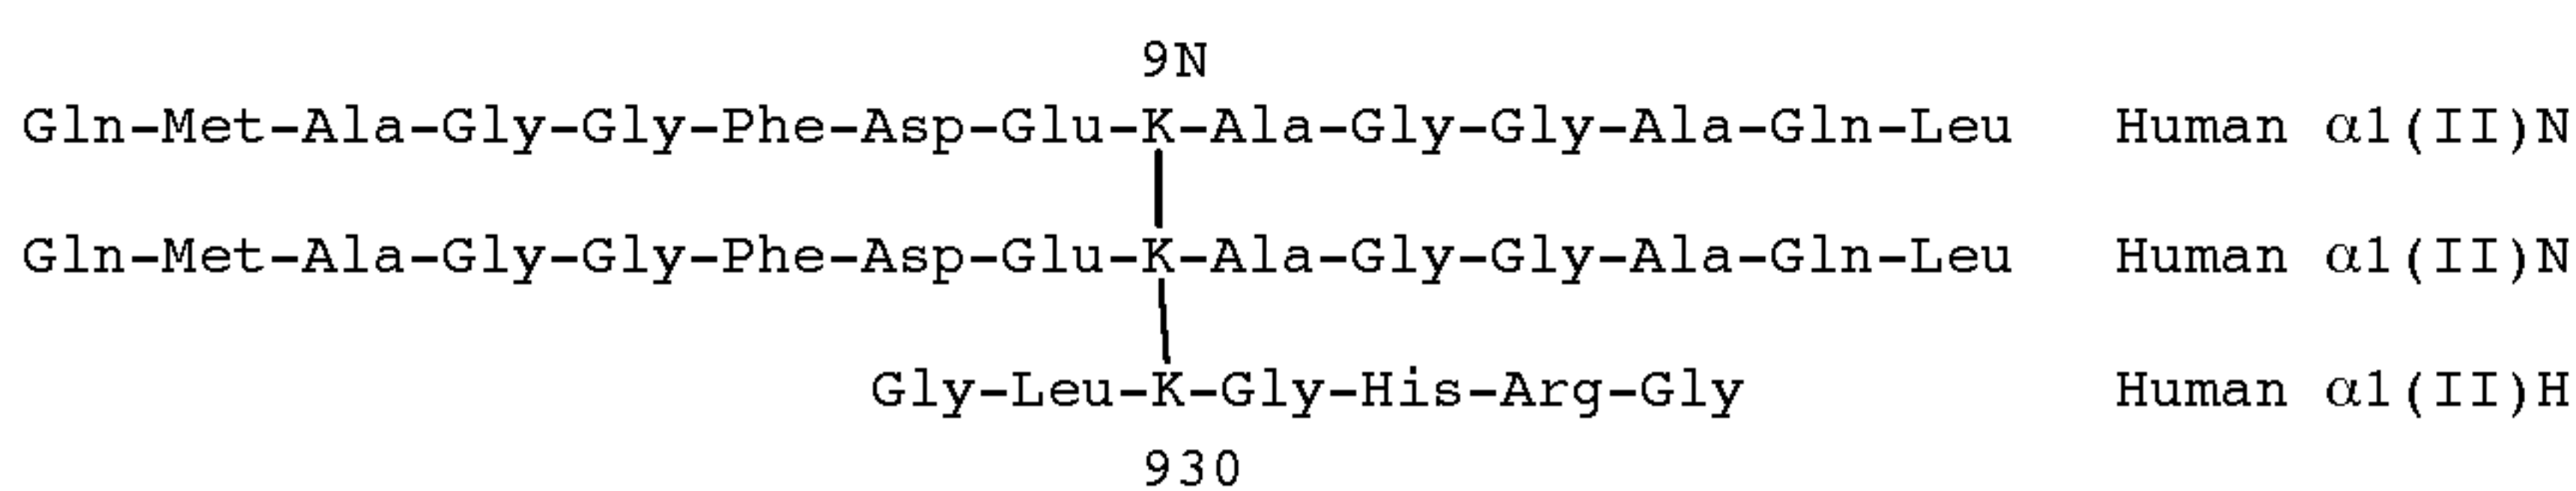 9N
Gln-Met-Ala-Gly-Gly-Phe-Asp-Glu-K-Ala-Gly-Gly-Ala-Gln-Leu Human α1(II)N
Gln-Met-Ala-Gly-Gly-Phe-Asp-Glu-K-Ala-Gly-Gly-Ala-Gln-Leu Human α1(II)N
Gly-Leu-K-Gly-His-Arg-Gly Human α1(II)H
930